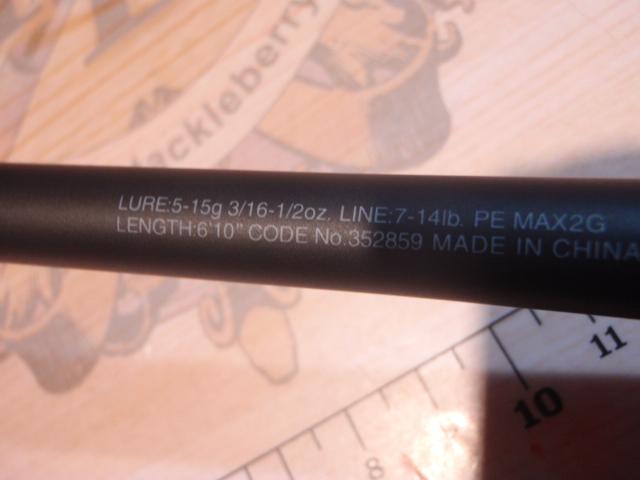 Tackleberry
LURE:5-15g 3/16-1/2oz. LINE:7-14lb. PE MAX2G
LENGTH:6'10" CODE No.352859 MADE IN CHINA
8
10
11